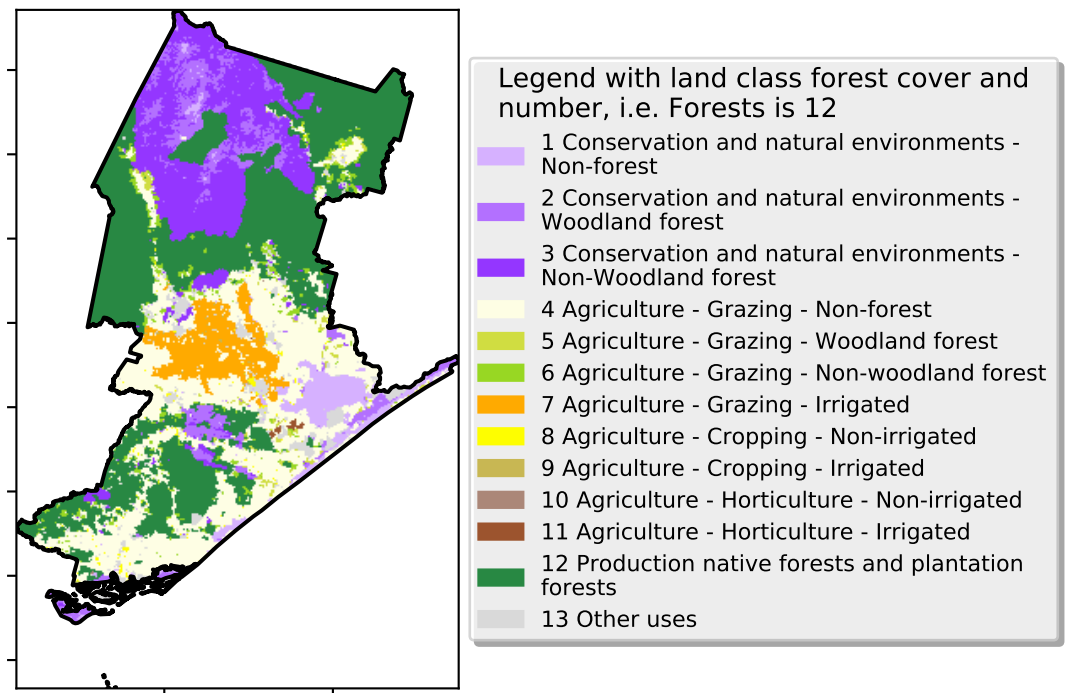 Legend with land class forest cover and
number, i.e. Forests is 12
1 Conservation and natural environments -
Non-forest
2 Conservation and natural environments -
Woodland forest
3 Conservation and natural environments -
Non-Woodland forest
4 Agriculture - Grazing - Non-forest
5 Agriculture - Grazing - Woodland forest
6 Agriculture - Grazing - Non-woodland forest
7 Agriculture - Grazing - Irrigated
8 Agriculture - Cropping - Non-irrigated
9 Agriculture - Cropping - Irrigated
10 Agriculture - Horticulture - Non-irrigated
11 Agriculture - Horticulture - Irrigated
12 Production native forests and plantation
forests
13 Other uses